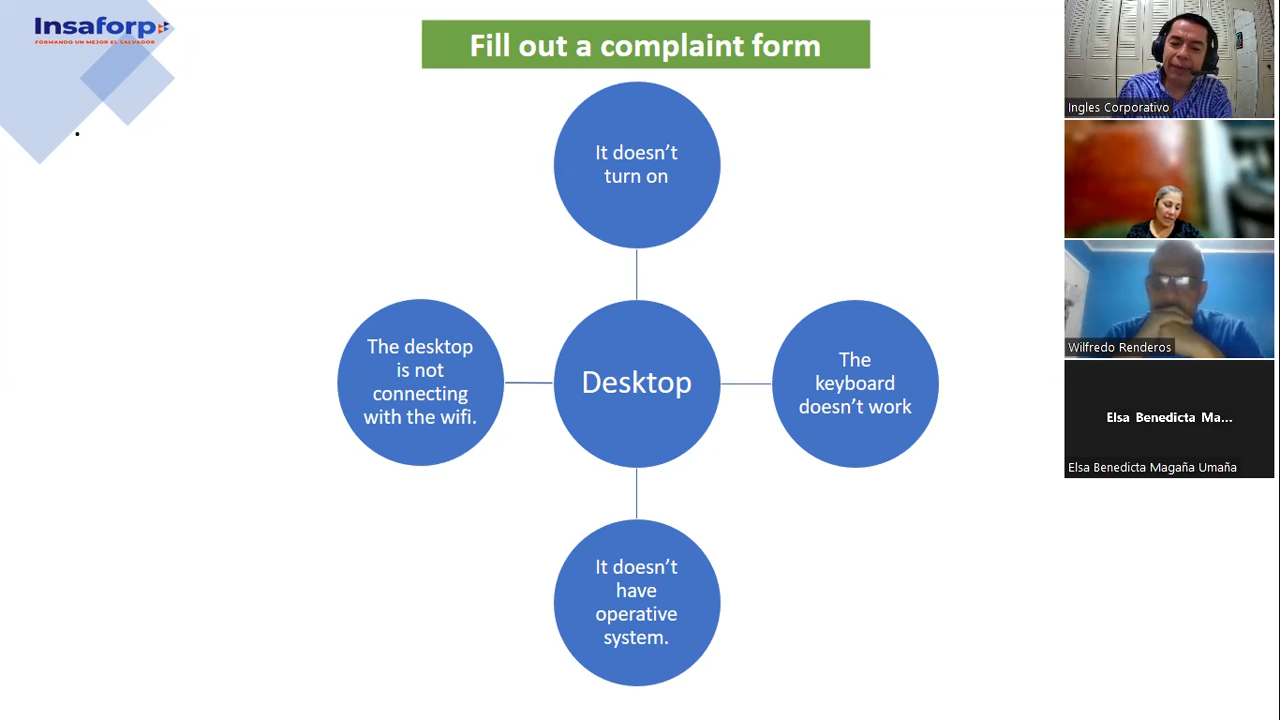 Insaforp
FORMANDO UN MEJOR EL SALVADOR
Fill out a complaint form
It doesn’t
turn on
The desktop
is not
connecting
with the wifi.
Desktop
The
keyboard
doesn’t work
It doesn’t
have
operative
system.
Ingles Corporativo
Wilfredo Renderos
Elsa Benedicta Ma...
Elsa Benedicta Magaña Umaña